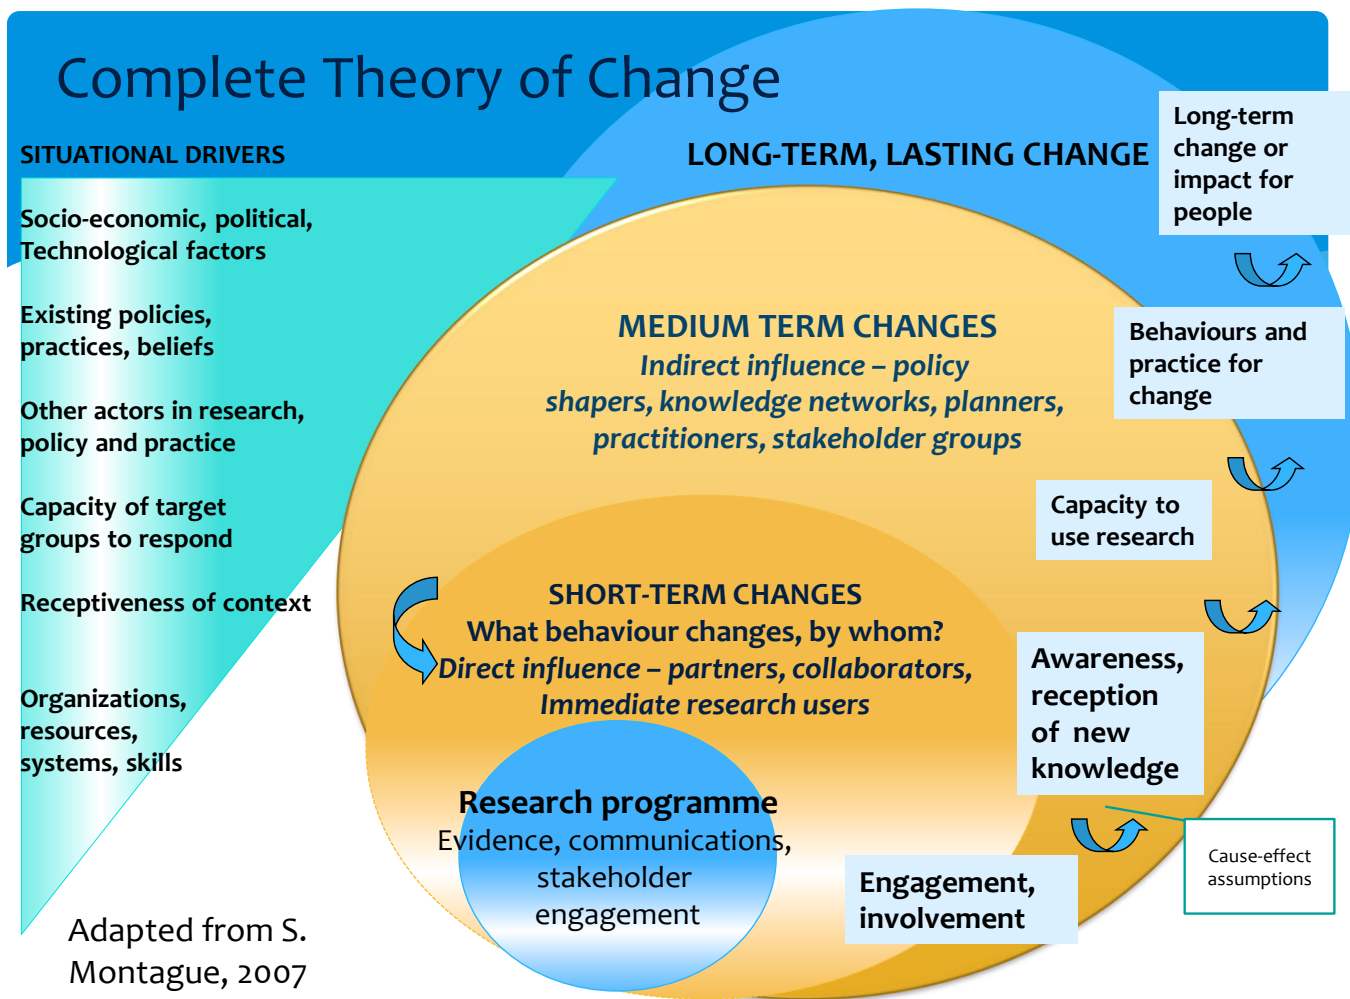 Complete Theory of Change
SITUATIONAL DRIVERS
Socio-economic, political,
Technological factors
Existing policies,
practices, beliefs
Other actors in research,
policy and practice
Capacity of target
groups to respond
Receptiveness of context
Organizations,
resources,
systems, skills
Adapted from S.
Montague, 2007
LONG-TERM, LASTING CHANGE
MEDIUM TERM CHANGES
Indirect influence – policy
shapers, knowledge networks, planners,
practitioners, stakeholder groups
SHORT-TERM CHANGES
What behaviour changes, by whom?
Direct influence – partners, collaborators,
Immediate research users
Research programme
Evidence, communications,
stakeholder
engagement
Long-term
change or
impact for
people
Behaviours and
practice for
change
Capacity to
use research
Awareness,
reception
of new
knowledge
Engagement,
involvement
Cause-effect
assumptions